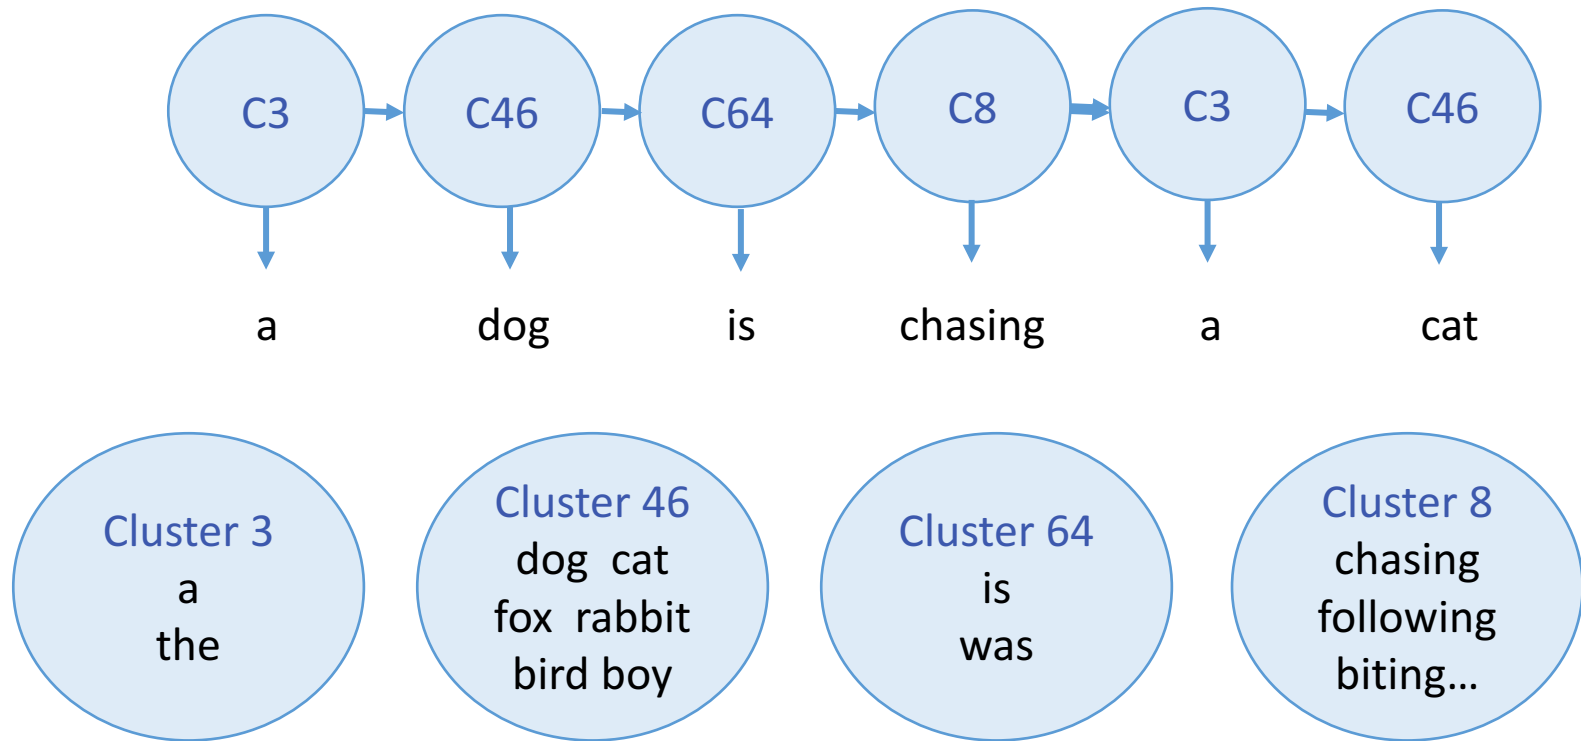 C3 C46 C64 C8 C3 C46
a dog is chasing a cat
Cluster 3
a
the
Cluster 46
dog cat
fox rabbit
bird boy
Cluster 64
is
was
Cluster 8
chasing
following
biting...